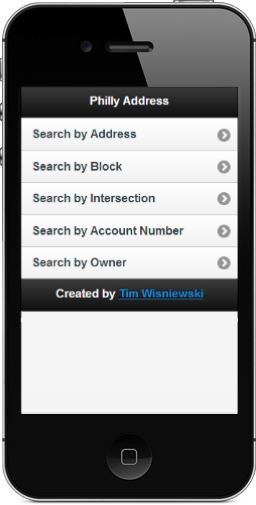 Philly Address
Search by Address
Search by Block
Search by Intersection
Search by Account Number
Search by Owner
Created by Tim Wisniewski